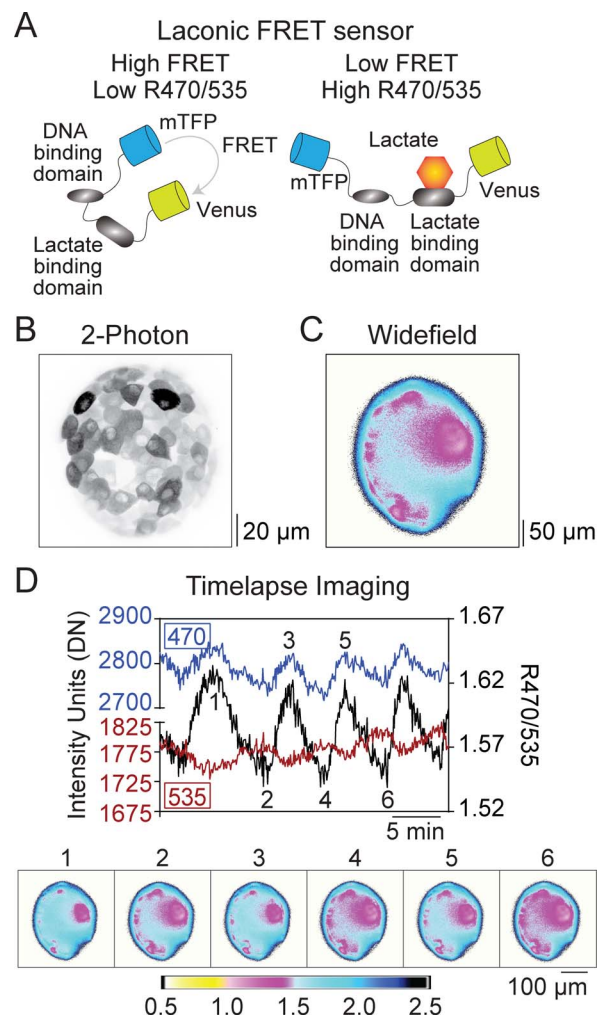 A
Laconic FRET sensor
High FRET
Low R470/535
Low FRET
High R470/535
mTFP
DNA
binding
domain
FRET
Venus
Lactate
binding
domain
Lactate
mTFP
Venus
DNA
binding
domain
Lactate
binding
domain
B
2-Photon
20 µm
C
Widefield
50 µm
D
Timelapse Imaging
Intensity Units (DN)
2900
2800
2700
1825
1775
1725
1675
470
535
1
2
3
4
5
6
1.67
1.62
1.57
1.52
R470/535
5 min
1 2 3 4 5 6
0.5 1.0 1.5 2.0 2.5
100 µm